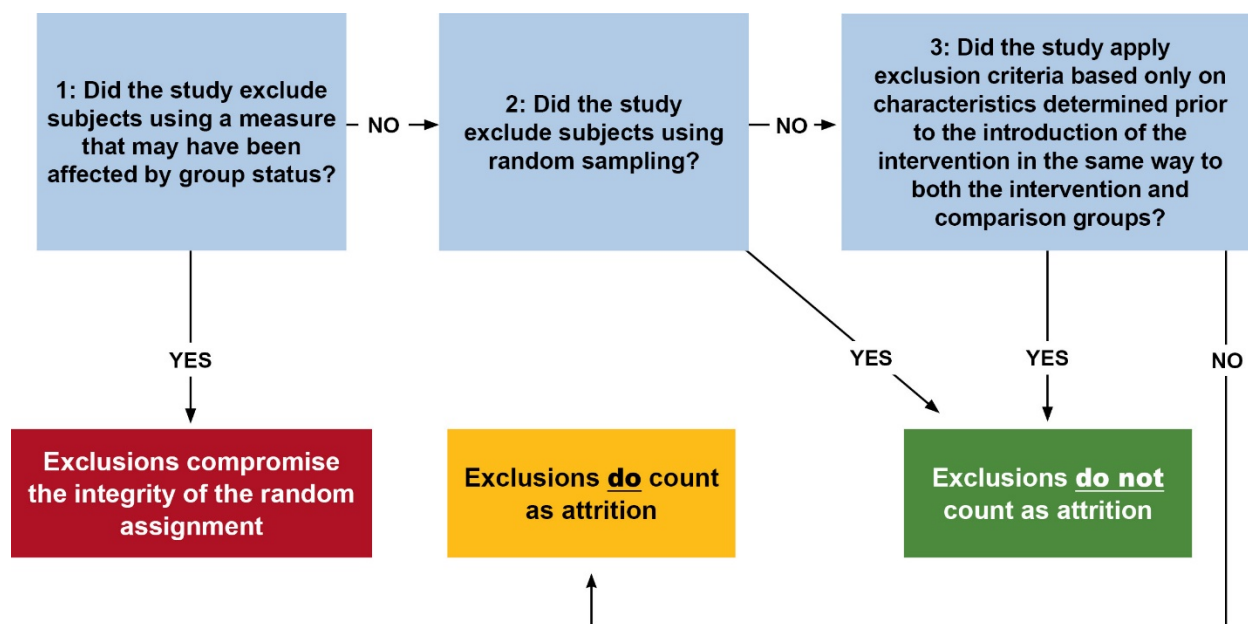 1: Did the study exclude
subjects using a measure
that may have been
affected by group status?
NO
2: Did the study
exclude subjects using
random sampling?
NO
3: Did the study apply
exclusion criteria based only on
characteristics determined prior
to the introduction of the
intervention in the same way to
both the intervention and
comparison groups?
YES
YES
YES
NO
Exclusions compromise
the integrity of the random
assignment
Exclusions do count
as attrition
Exclusions do not
count as attrition